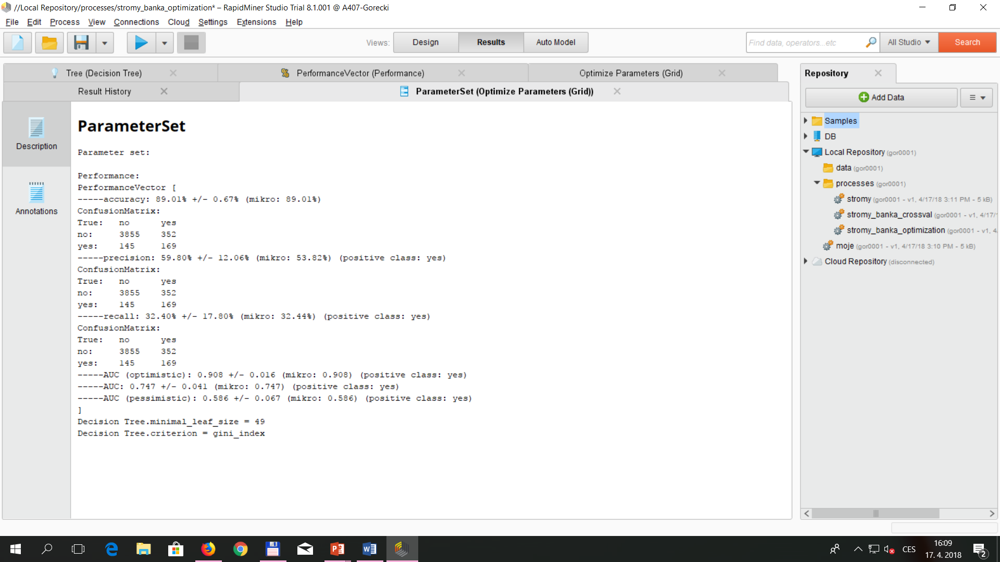 //Local Repository/processes/stromy_banka_optimization* – RapidMiner Studio Trial 8.1.001 @ A407-Gorecki
File Edit Process View Connections Cloud Settings Extensions Help
Views: Design Results Auto Model
Find data, operators...etc All Studio Search
Tree (Decision Tree) PerformanceVector (Performance) Optimize Parameters (Grid)
Result History ParameterSet (Optimize Parameters (Grid))
Description
Annotations
ParameterSet
Parameter set:
Performance:
PerformanceVector [
-----accuracy: 89.01% +/- 0.67% (mikro: 89.01%)
ConfusionMatrix:
True: no yes
no: 3855 352
yes: 145 169
-----precision: 59.80% +/- 12.06% (mikro: 53.82%) (positive class: yes)
ConfusionMatrix:
True: no yes
no: 3855 352
yes: 145 169
-----recall: 32.40% +/- 17.80% (mikro: 32.44%) (positive class: yes)
ConfusionMatrix:
True: no yes
no: 3855 352
yes: 145 169
-----AUC (optimistic): 0.908 +/- 0.016 (mikro: 0.908) (positive class: yes)
-----AUC: 0.747 +/- 0.041 (mikro: 0.747) (positive class: yes)
-----AUC (pessimistic): 0.586 +/- 0.067 (mikro: 0.586) (positive class: yes)
]
Decision Tree.minimal_leaf_size = 49
Decision Tree.criterion = gini_index
Repository
Add Data
Samples
DB
Local Repository (gor0001)
data (gor0001)
processes (gor0001)
stromy (gor0001 - v1, 4/17/18 3:11 PM - 5 kB)
stromy_banka_crossval (gor0001 - v1, 4/17/
stromy_banka_optimization (gor0001 - v1, 4
moje (gor0001 - v1, 4/17/18 3:10 PM - 5 kB)
Cloud Repository (disconnected)
CES
16:09
17. 4. 2018
2